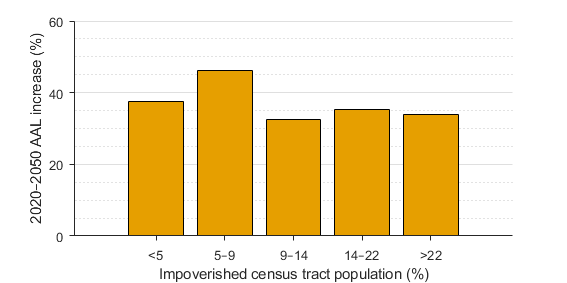 60
40
20
0
2020–2050 AAL increase (%)
<5 5–9 9–14 14–22 >22
Impoverished census tract population (%)